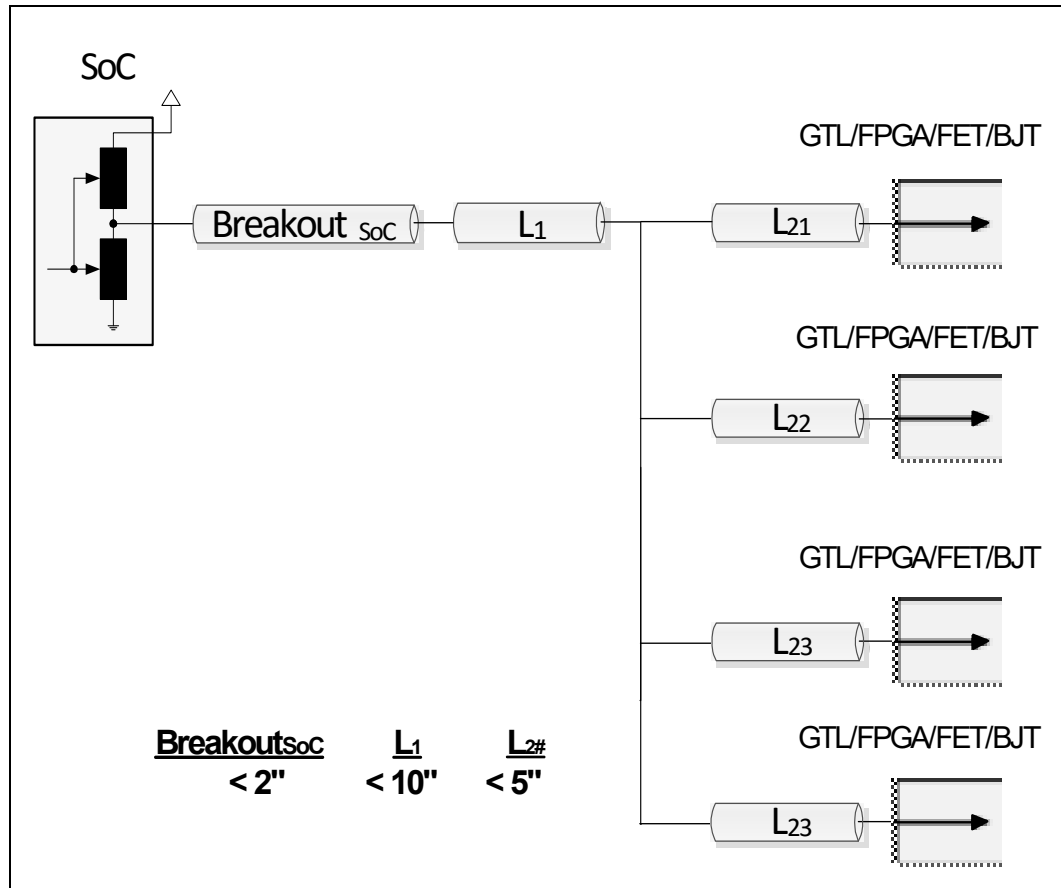 SoC
GTL/FPGA/FET/BJT
Breakout SoC
L1
L21
GTL/FPGA/FET/BJT
L22
GTL/FPGA/FET/BJT
L23
GTL/FPGA/FET/BJT
BreakoutSoC L1 L2#
< 2" < 10" < 5"
L23